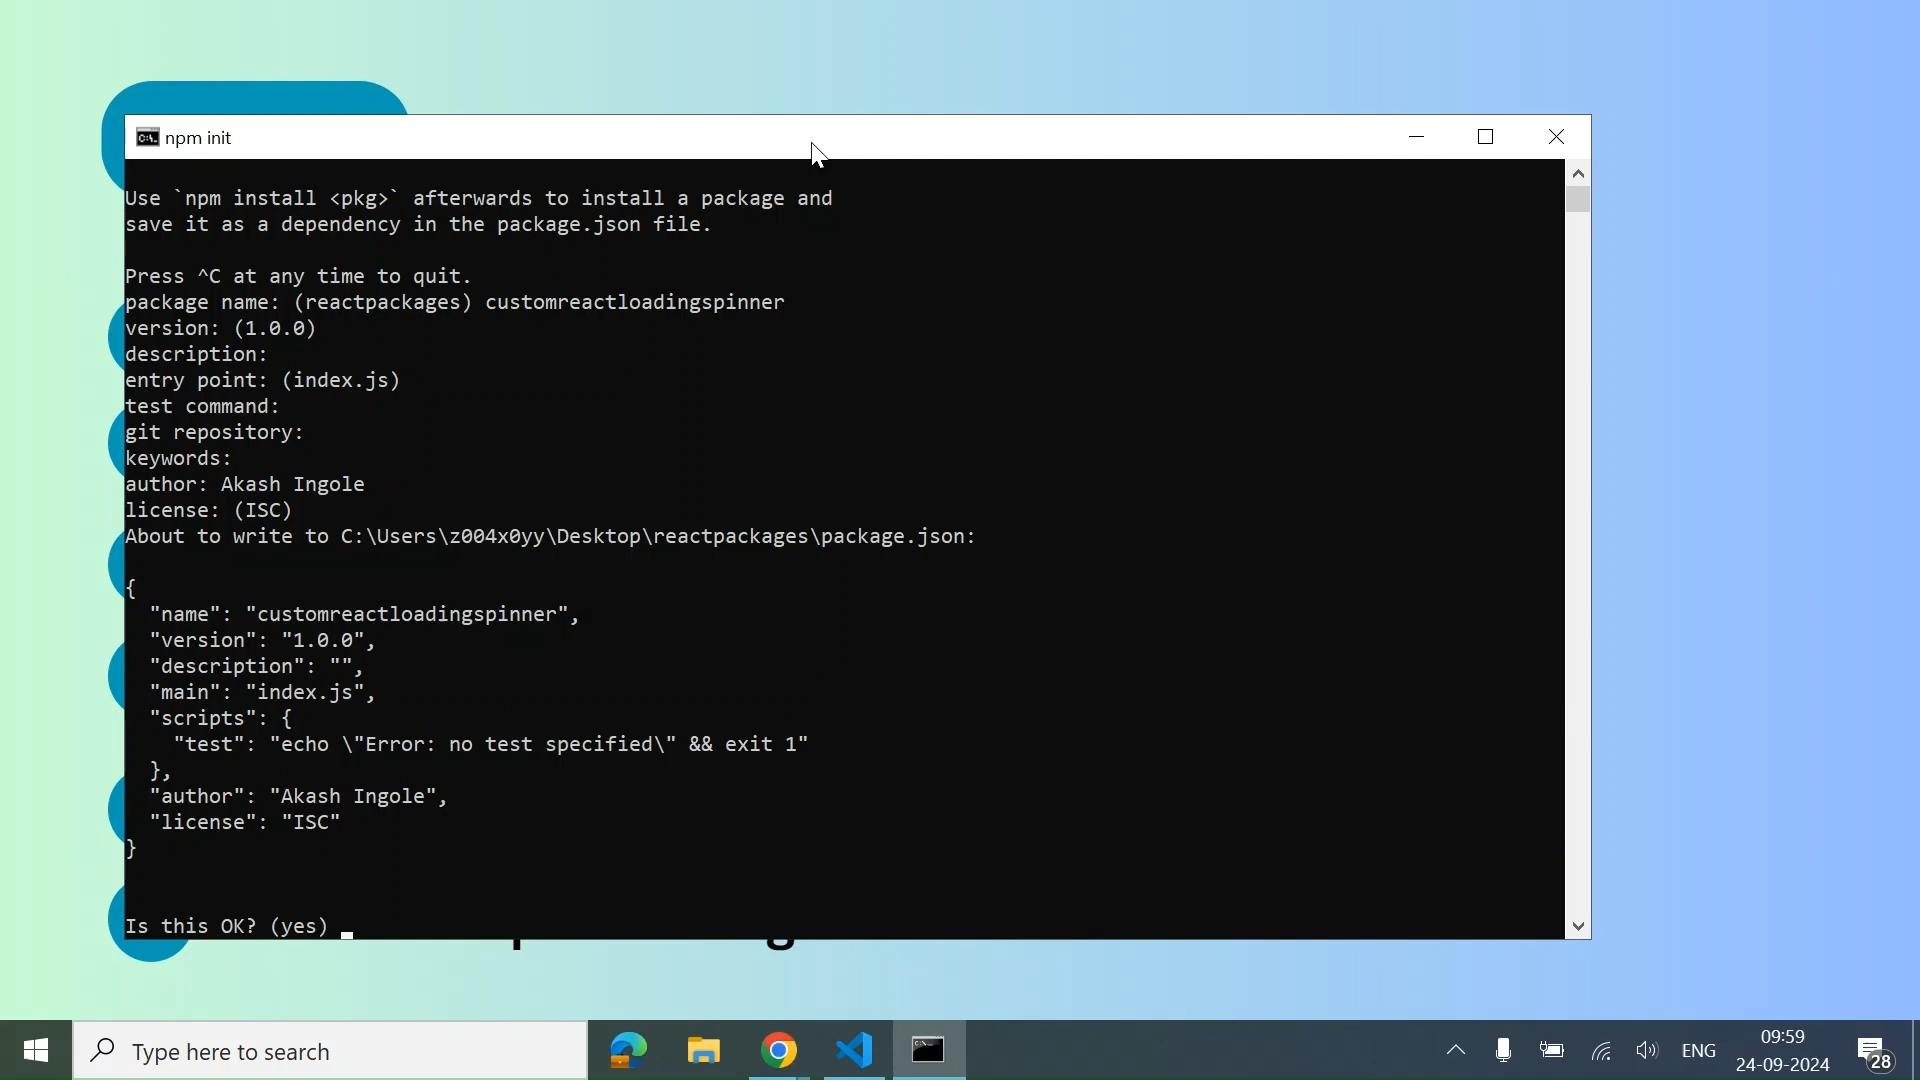 npm init
Use `npm install <pkg>` afterwards to install a package and
save it as a dependency in the package.json file.
Press ^C at any time to quit.
package name: (reactpackages) customreactloadingspinner
version: (1.0.0)
description:
entry point: (index.js)
test command:
git repository:
keywords:
author: Akash Ingole
license: (ISC)
About to write to C:\Users\z004x0yy\Desktop\reactpackages\package.json:
{
  "name": "customreactloadingspinner",
  "version": "1.0.0",
  "description": "",
  "main": "index.js",
  "scripts": {
    "test": "echo \"Error: no test specified\" && exit 1"
  },
  "author": "Akash Ingole",
  "license": "ISC"
}
Is this OK? (yes)
Type here to search
ENG
09:59
24-09-2024
28